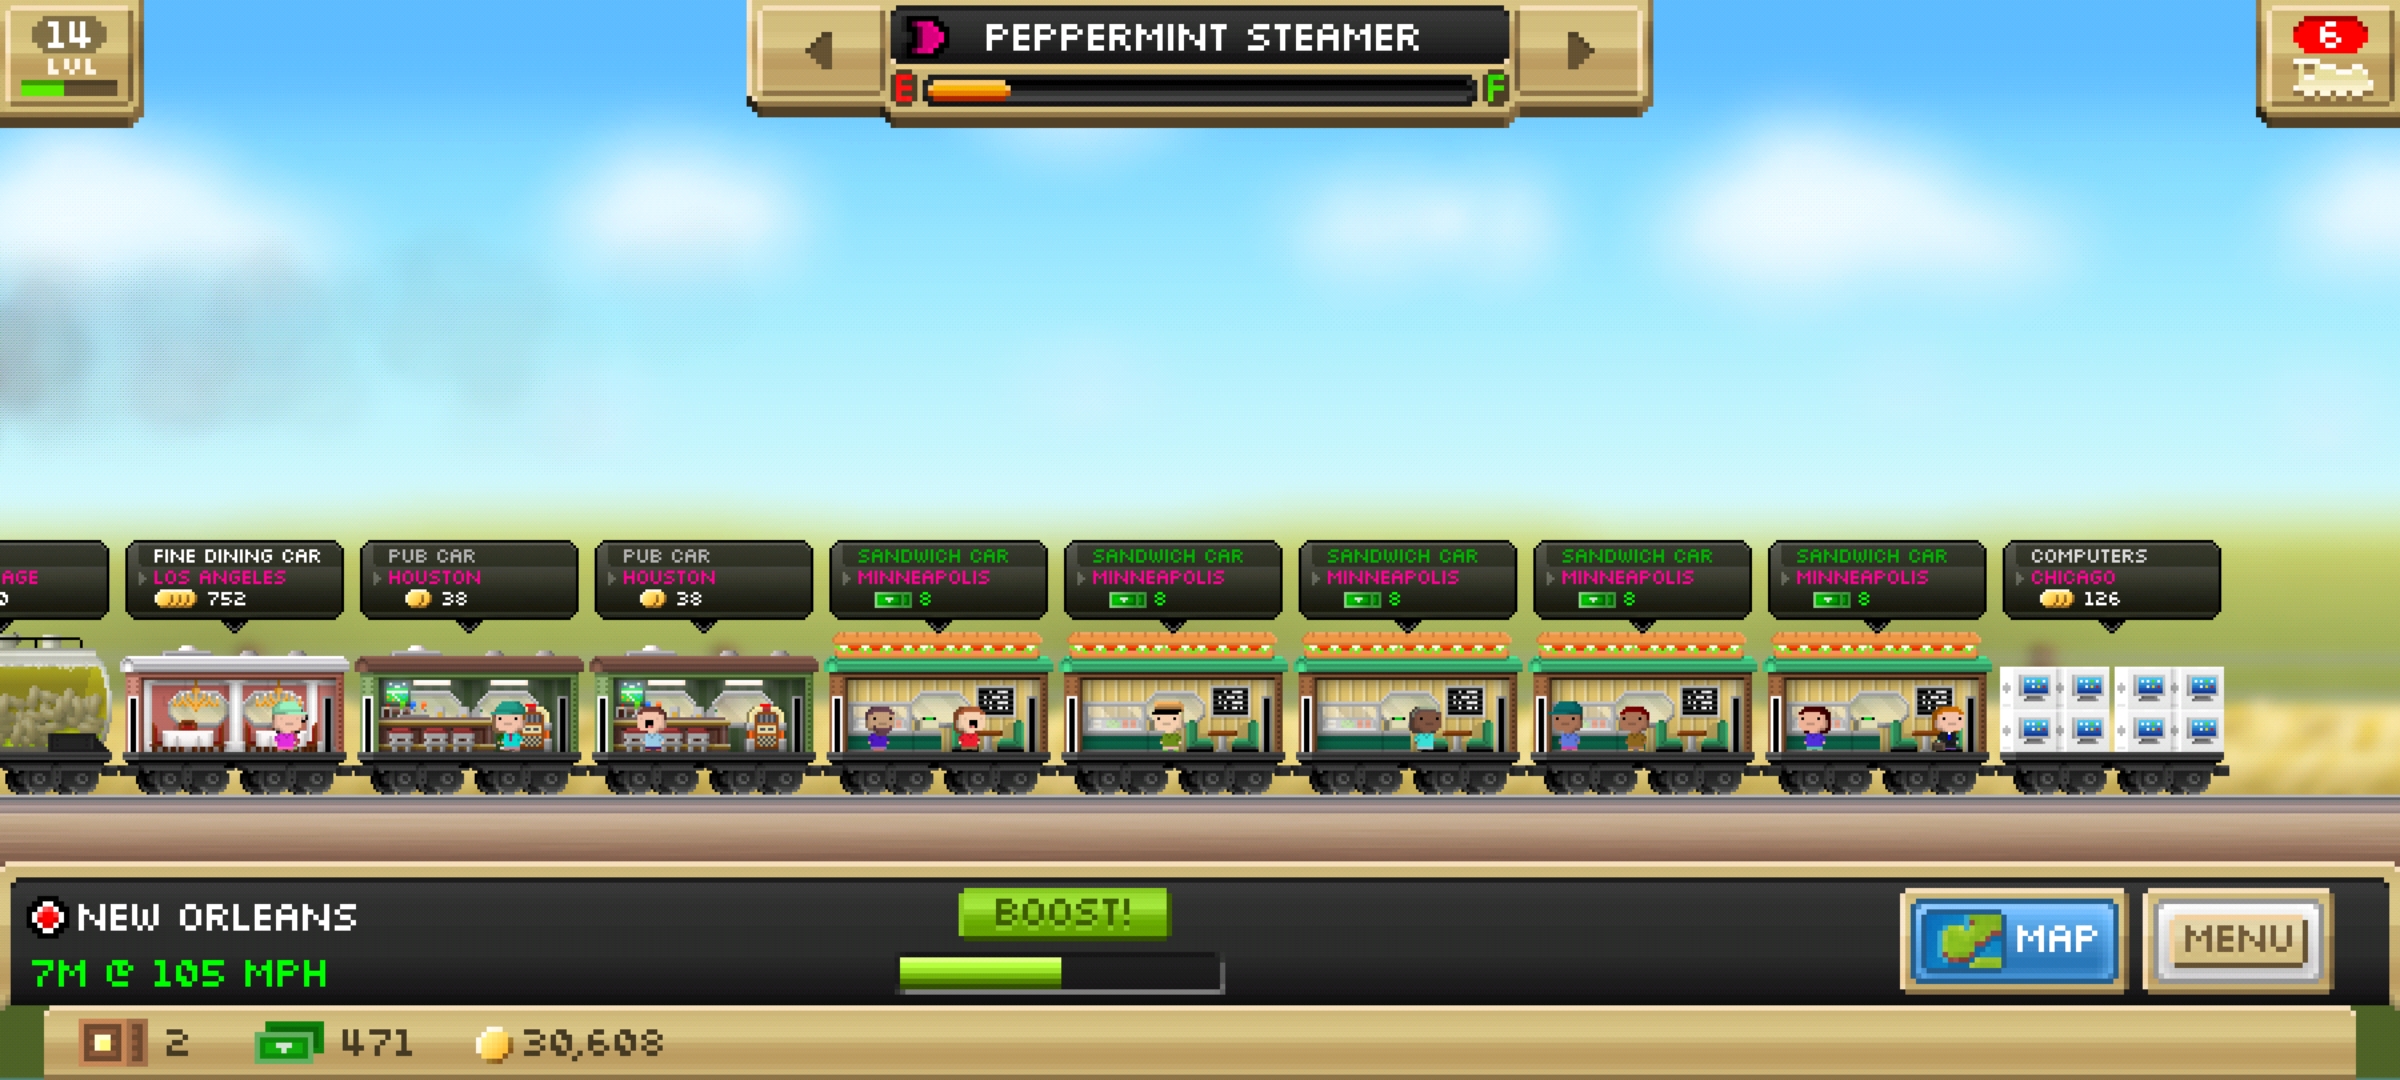 14
LVL
PEPPERMINT STEAMER
E
F
6
AGE
FINE DINING CAR
LOS ANGELES
752
PUB CAR
HOUSTON
38
PUB CAR
HOUSTON
38
SANDWICH CAR
MINNEAPOLIS
8
SANDWICH CAR
MINNEAPOLIS
8
SANDWICH CAR
MINNEAPOLIS
8
SANDWICH CAR
MINNEAPOLIS
8
SANDWICH CAR
MINNEAPOLIS
8
COMPUTERS
CHICAGO
126
NEW ORLEANS
7M @ 105 MPH
BOOST!
MAP
MENU
2
471
30,608